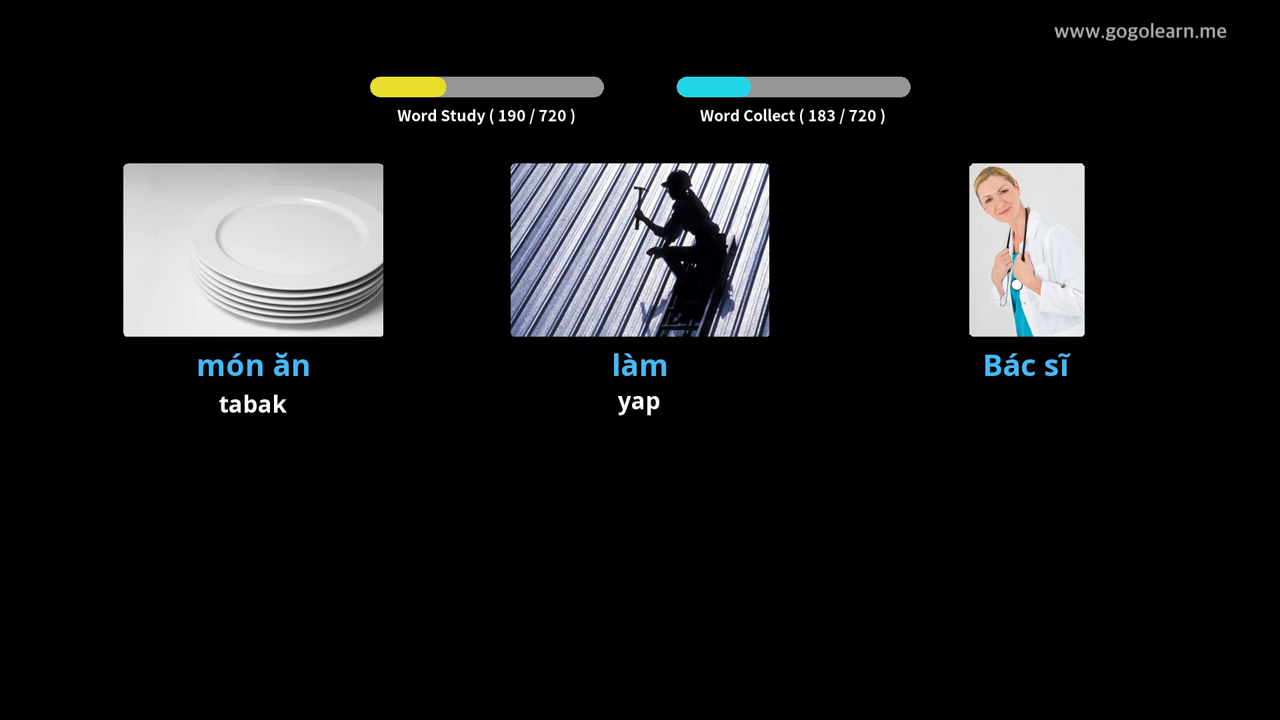 www.gogolearn.me
Word Study ( 190 / 720 )
Word Collect ( 183 / 720 )
món ăn
làm
Bác sĩ
tabak
yap